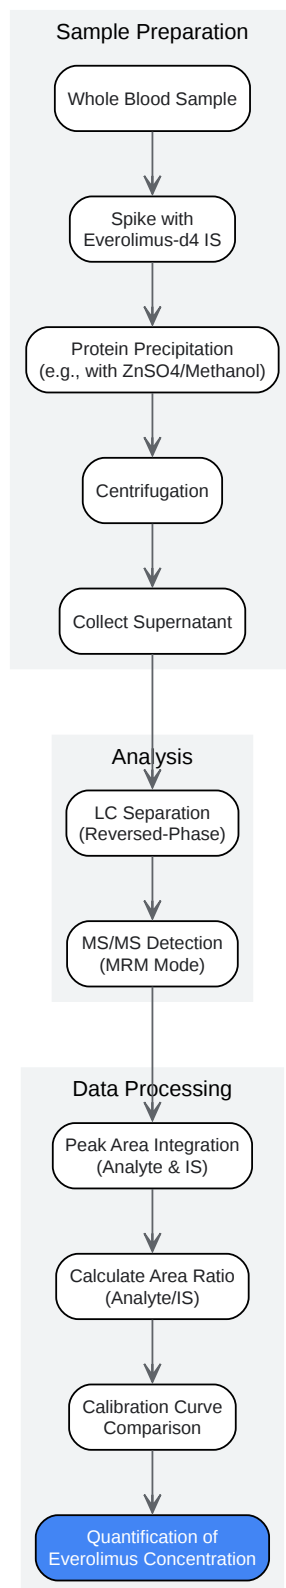 Sample Preparation
Whole Blood Sample
Spike with
Everolimus-d4 IS
Protein Precipitation
(e.g., with ZnSO4/Methanol)
Centrifugation
Collect Supernatant
Analysis
LC Separation
(Reversed-Phase)
MS/MS Detection
(MRM Mode)
Data Processing
Peak Area Integration
(Analyte & IS)
Calculate Area Ratio
(Analyte/IS)
Calibration Curve
Comparison
Quantification of
Everolimus Concentration